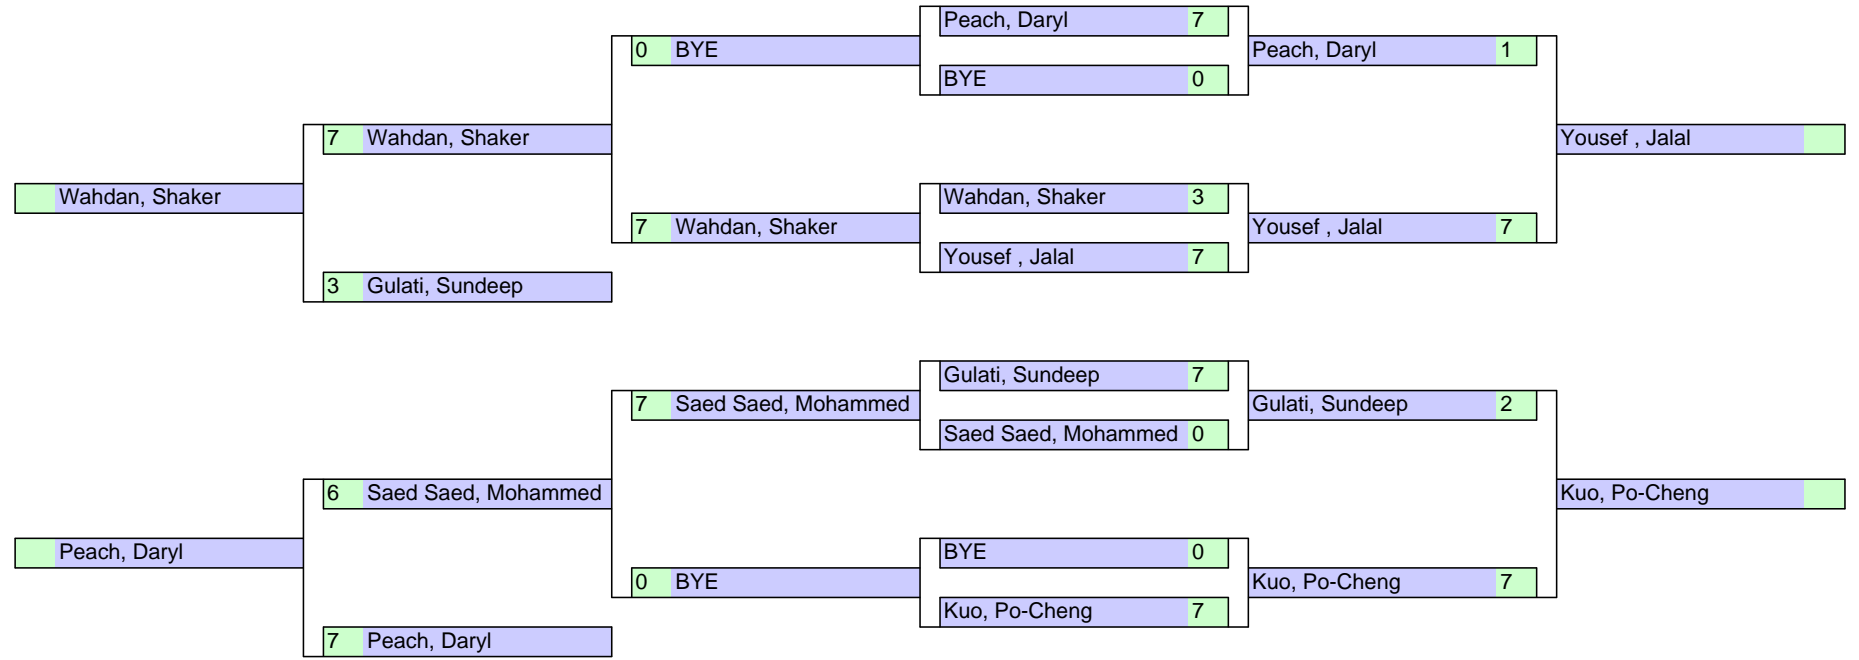 Peach, Daryl 7
0 BYE Peach, Daryl 1
BYE 0
7 Wahdan, Shaker Yousef , Jalal
Wahdan, Shaker Wahdan, Shaker 3
7 Wahdan, Shaker Yousef , Jalal 7
Yousef , Jalal 7
3 Gulati, Sundeep
Gulati, Sundeep 7
7 Saed Saed, Mohammed Gulati, Sundeep 2
Saed Saed, Mohammed 0
6 Saed Saed, Mohammed Kuo, Po-Cheng
Peach, Daryl BYE 0
0 BYE Kuo, Po-Cheng 7
Kuo, Po-Cheng 7
7 Peach, Daryl